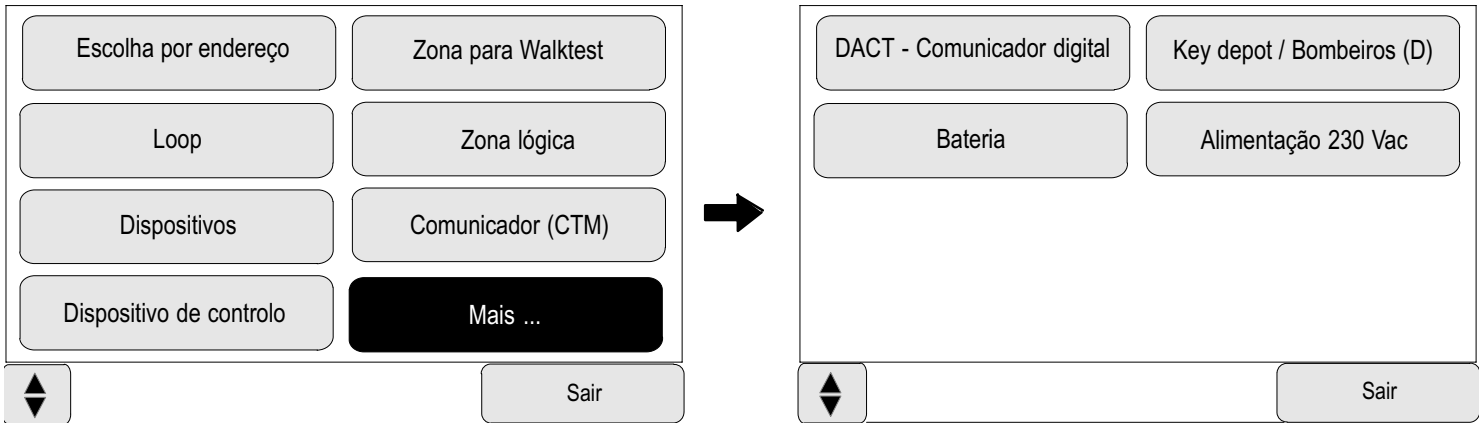 Escolha por endereço
Zona para Walktest
Loop
Zona lógica
Dispositivos
Comunicador (CTM)
Dispositivo de controlo
Mais ...
Sair
DACT - Comunicador digital
Key depot / Bombeiros (D)
Bateria
Alimentação 230 Vac
Sair